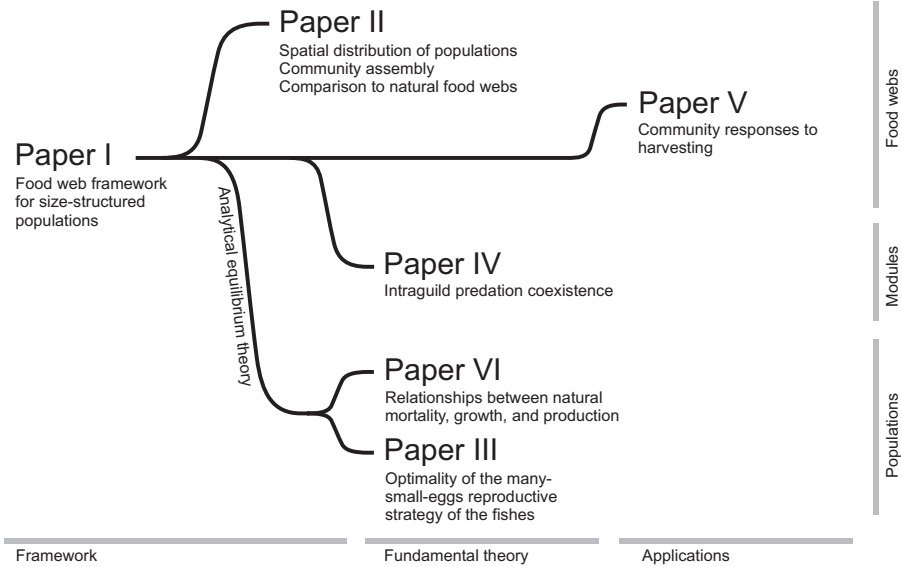 Paper II
Spatial distribution of populations
Community assembly
Comparison to natural food webs
Paper V
Community responses to
harvesting
Paper I
Food web framework
for size-structured
populations
Analytical equilibrium theory
Paper IV
Intraguild predation coexistence
Paper VI
Relationships between natural
mortality, growth, and production
Paper III
Optimality of the many-
small-eggs reproductive
strategy of the fishes
Food webs
Modules
Populations
Framework
Fundamental theory
Applications